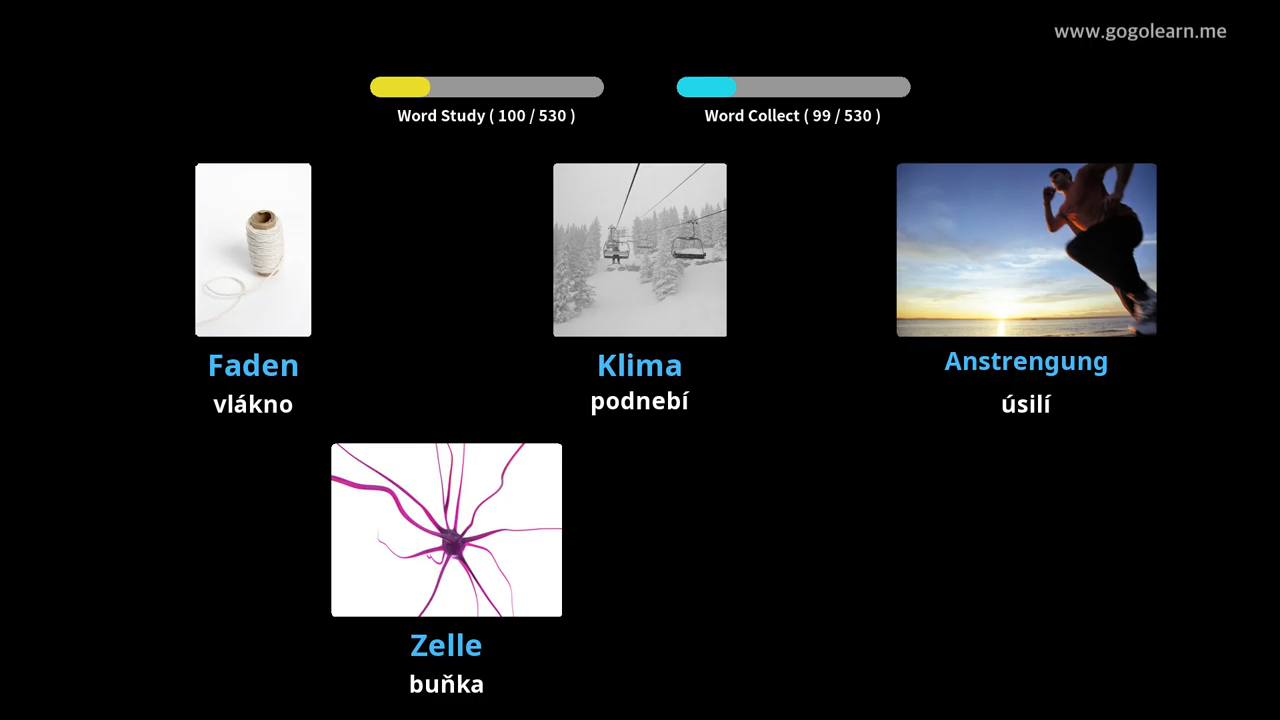 www.gogolearn.me
Word Study ( 100 / 530 )
Word Collect ( 99 / 530 )
Faden
vlákno
Klima
podnebí
Anstrengung
úsilí
Zelle
buňka